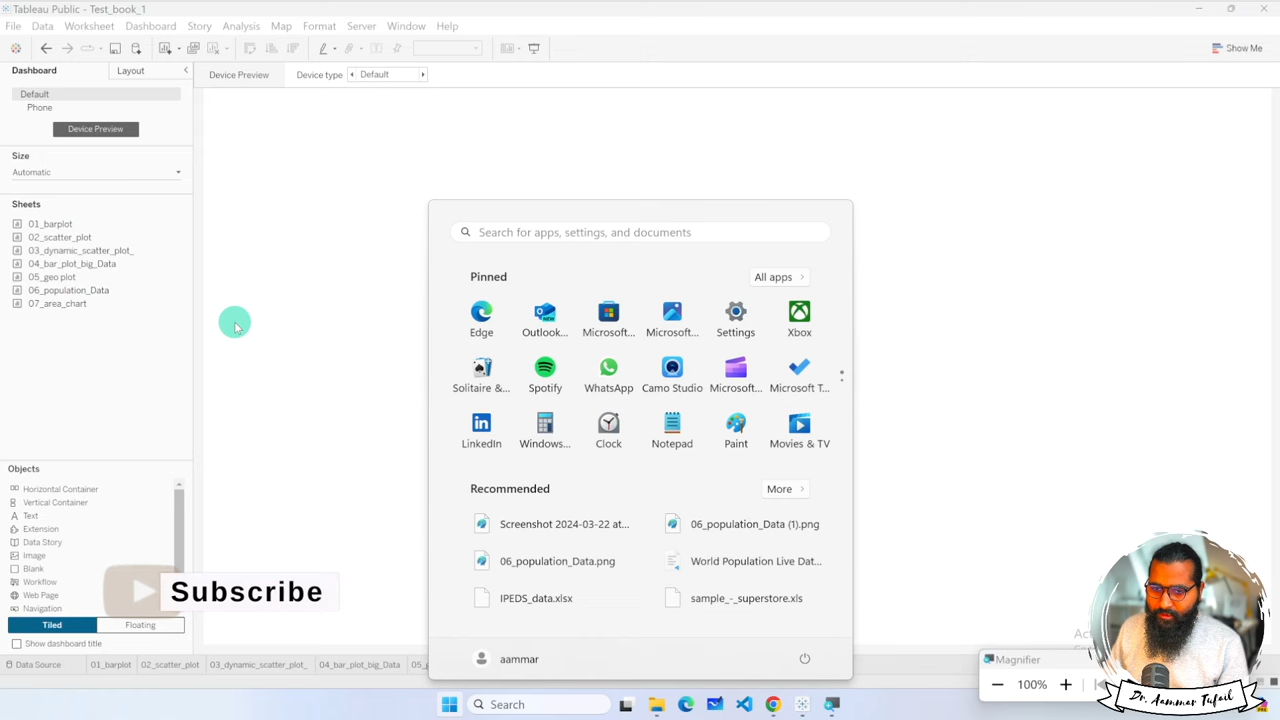 Tableau Public - Test_book_1
File Data Worksheet Dashboard Story Analysis Map Format Server Window Help
Show Me
Dashboard Layout
Device Preview Device type Default
Default
Phone
Device Preview
Size
Automatic
Sheets
01_barplot
02_scatter_plot
03_dynamic_scatter_plot_
04_bar_plot_big_Data
05_geo plot
06_population_Data
07_area_chart
Objects
Horizontal Container
Vertical Container
Text
Extension
Data Story
Image
Blank
Workflow
Web Page
Navigation
Tiled Floating
Show dashboard title
Data Source 01_barplot 02_scatter_plot 03_dynamic_scatter_plot_ 04_bar_plot_big_Data
Subscribe
Search for apps, settings, and documents
Pinned All apps
Edge Outlook... Microsoft... Microsoft... Settings Xbox
Solitaire &... Spotify WhatsApp Camo Studio Microsoft... Microsoft T...
LinkedIn Windows... Clock Notepad Paint Movies & TV
Recommended More
Screenshot 2024-03-22 at... 06_population_Data (1).png
06_population_Data.png World Population Live Dat...
IPEDS_data.xlsx sample_-_superstore.xls
aammar
Magnifier
100%
Dr. Aammar Tufail
Search